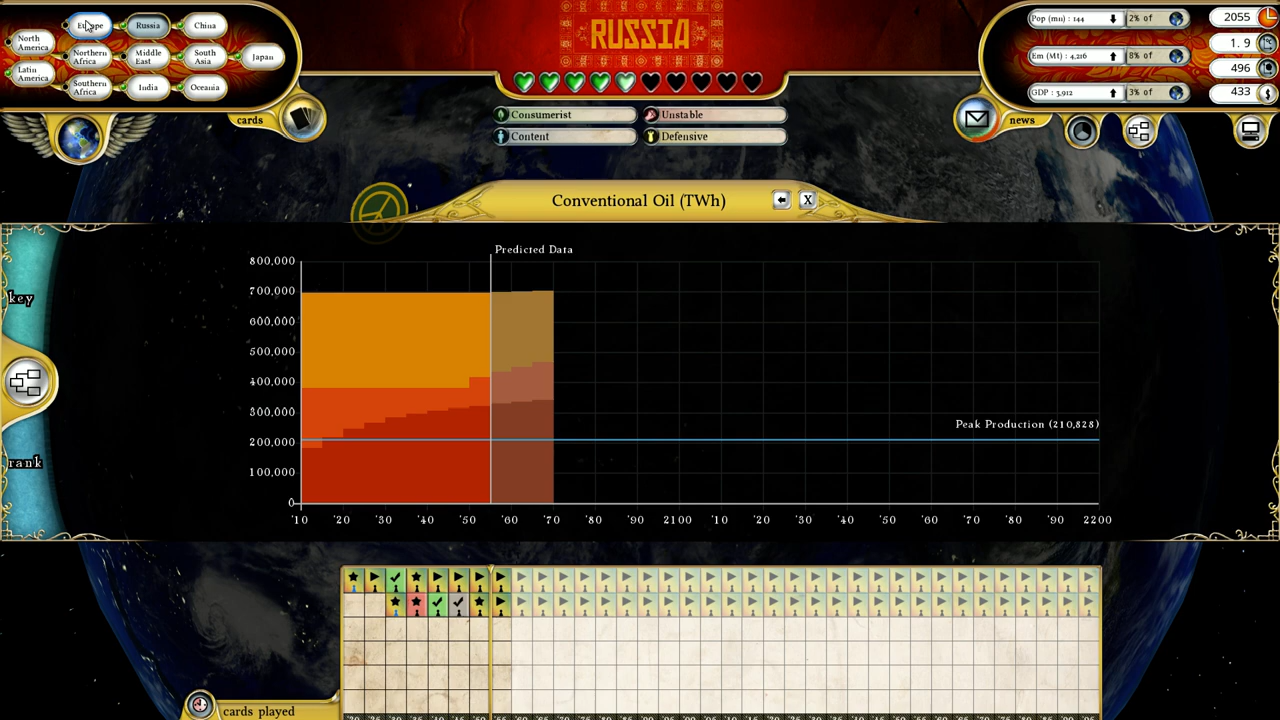 Europe
Russia
China
North America
Northern Africa
Middle East
South Asia
Japan
Latin America
Southern Africa
India
Oceania
cards
RUSSIA
Consumerist
Unstable
Content
Defensive
Pop (mn) : 144
2% of
2055
Em (Mt) : 4,216
8% of
1. 9
496
GDP : 3,912
3% of
433
news
Conventional Oil (TWh)
X
Predicted Data
key
rank
800,000
700,000
600,000
500,000
400,000
300,000
200,000
100,000
0
Peak Production (210,828)
'10 '20 '30 '40 '50 '60 '70 '80 '90 2100 '10 '20 '30 '40 '50 '60 '70 '80 '90 2200
cards played